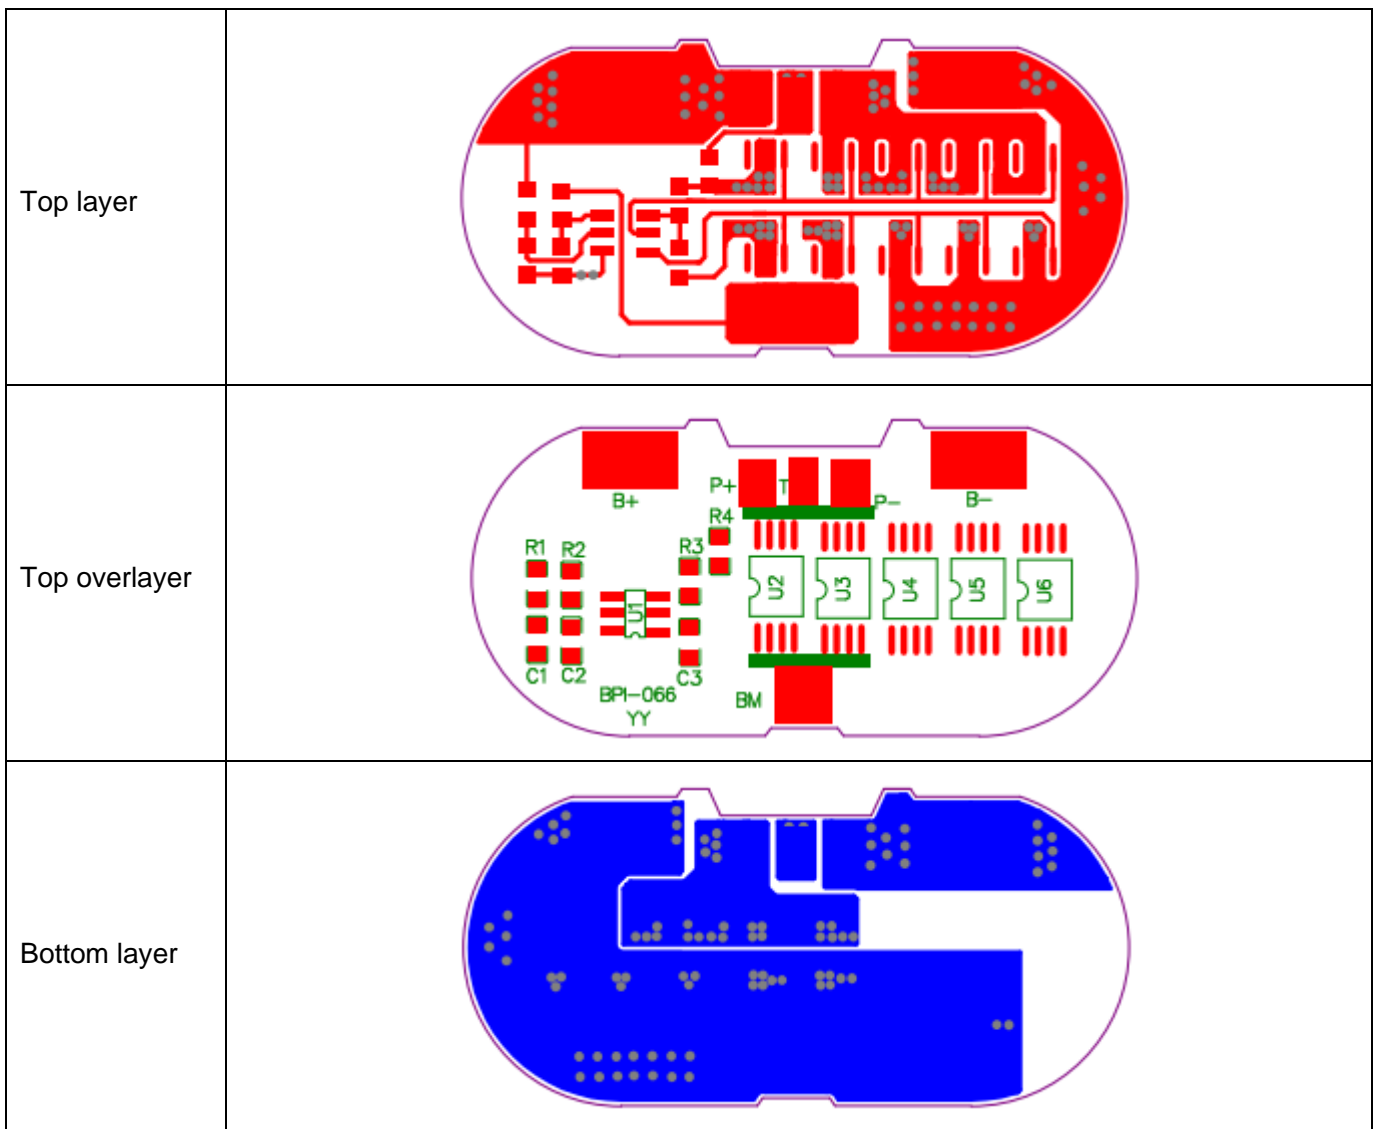 Top layer
Top overlayer
B+
P+
T
P-
B-
R4
R1
R2
R3
U1
U2
U3
U4
U5
U6
C1
C2
C3
BPI-066
YY
BM
Bottom layer